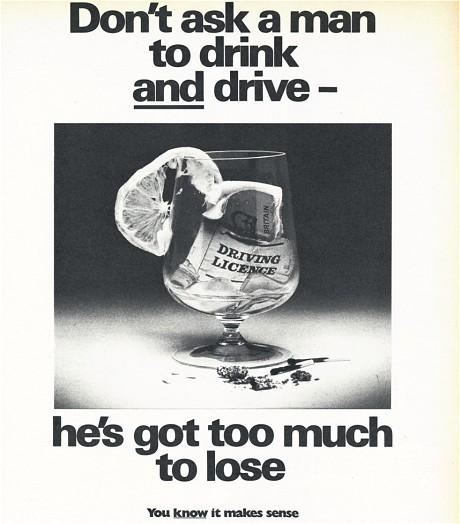 Don't ask a man
to drink
and drive –
BRITAIN
DRIVING
LICENCE
he's got too much
to lose
You know it makes sense